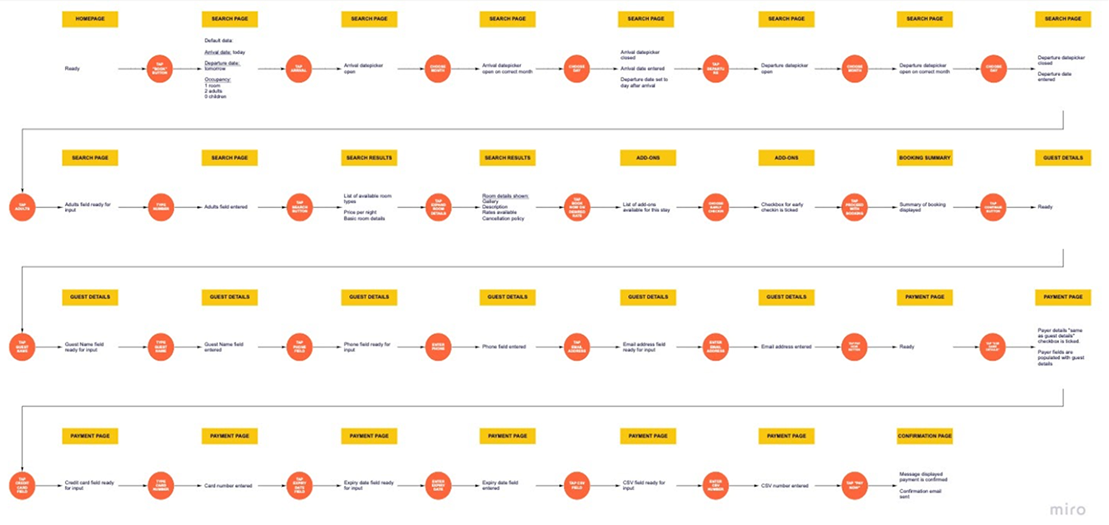 HOMEPAGE
SEARCH PAGE
SEARCH PAGE
SEARCH PAGE
SEARCH PAGE
SEARCH PAGE
SEARCH PAGE
SEARCH PAGE
Ready
TAP
"BOOK"
BUTTON
Default data:
Arrival date: today
Departure date:
tomorrow
Occupancy:
1 room
2 adults
0 children
TAP
ARRIVAL
Arrival datepicker
open
CHOOSE
MONTH
Arrival datepicker
open on correct month
CHOOSE
DAY
Arrival datepicker
closed
Arrival date entered
Departure date set to
day after arrival
TAP
Departure datepicker
open
CHOOSE
MONTH
Departure datepicker
open on correct month
CHOOSE
DAY
Departure datepicker
closed
Departure date
entered
SEARCH PAGE
SEARCH PAGE
SEARCH RESULTS
SEARCH RESULTS
ADD-ONS
ADD-ONS
BOOKING SUMMARY
GUEST DETAILS
TAP
ADULTS
Adults field ready for
input
TYPE
NUMBER
Adults field entered
TAP
SEARCH
BUTTON
List of available room
types
Price per night
Basic room details
TAP
EXPAND
ROOM
DETAILS
Room details shown:
Gallery
Description
Rates available
Cancellation policy
TAP
BOOK
NOW ON
DESIRED
RATE
List of add-ons
available for this stay
CHOOSE
EARLY
CHECKIN
Checkbox for early
checkin is ticked
TAP
PROCEED
WITH
BOOKING
Summary of booking
displayed
TAP
CONTINUE
BUTTON
Ready
GUEST DETAILS
GUEST DETAILS
GUEST DETAILS
GUEST DETAILS
GUEST DETAILS
GUEST DETAILS
PAYMENT PAGE
PAYMENT PAGE
TAP
GUEST
NAME
Guest Name field
ready for input
TYPE
GUEST
NAME
Guest Name field
entered
TAP
PHONE
FIELD
Phone field ready for
input
ENTER
PHONE
Phone field entered
TAP
EMAIL
ADDRESS
Email address field
ready for input
ENTER
EMAIL
ADDRESS
Email address entered
Ready
Payer details "same
as guest details"
checkbox is ticked.
Payer fields are
populated with guest
details
PAYMENT PAGE
PAYMENT PAGE
PAYMENT PAGE
PAYMENT PAGE
PAYMENT PAGE
PAYMENT PAGE
CONFIRMATION PAGE
TAP
CREDIT
CARD
FIELD
Credit card field ready
for input
TYPE
CARD
NUMBER
Card number entered
TAP
EXPIRY
DATE
FIELD
Expiry date field ready
for input
ENTER
EXPIRY
DATE
Expiry date field
entered
TAP CSV
FIELD
CSV field ready for
input
ENTER
CSV
NUMBER
CSV number entered
TAP "PAY
NOW"
Message displayed
payment is confirmed
Confirmation email
sent
miro